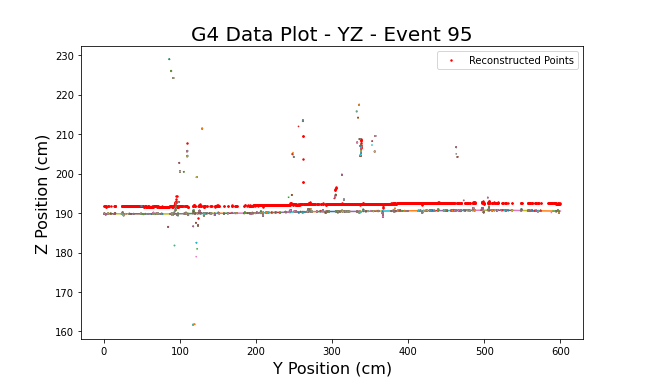 G4 Data Plot - YZ - Event 95
Reconstructed Points
Z Position (cm)
230
220
210
200
190
180
170
160
0 100 200 300 400 500 600
Y Position (cm)